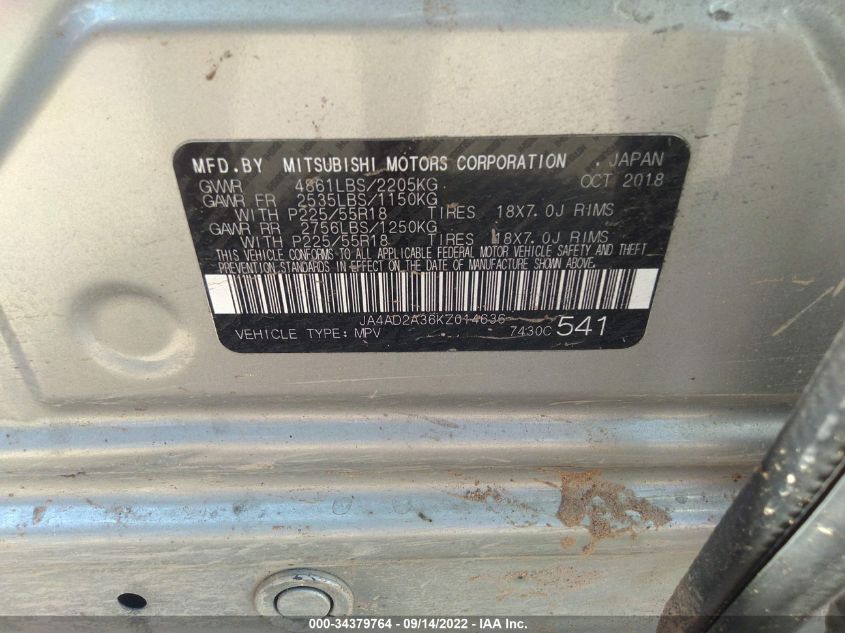 MFD.BY MITSUBISHI MOTORS CORPORATION . JAPAN
GVWR 4861LBS/2205KG OCT 2018
GAWR FR 2535LBS/1150KG
WITH P225/55R18 TIRES 18X7.0J RIMS
GAWR RR 2756LBS/1250KG
WITH P225/55R18 TIRES 18X7.0J RIMS
THIS VEHICLE CONFORMS TO ALL APPLICABLE FEDERAL MOTOR VEHICLE SAFETY AND THEFT
PREVENTION STANDARDS IN EFFECT ON THE DATE OF MANUFACTURE SHOWN ABOVE.
JA4AD2A36KZ014636
VEHICLE TYPE: MPV 7430C 541
000-34379764 - 09/14/2022 - IAA Inc.